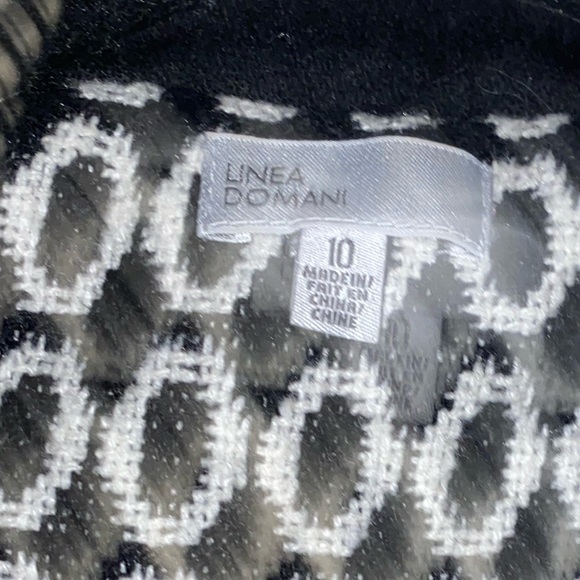 LINEA
DOMANI
10
MADE IN/
FAIT EN
CHINA/
CHINE